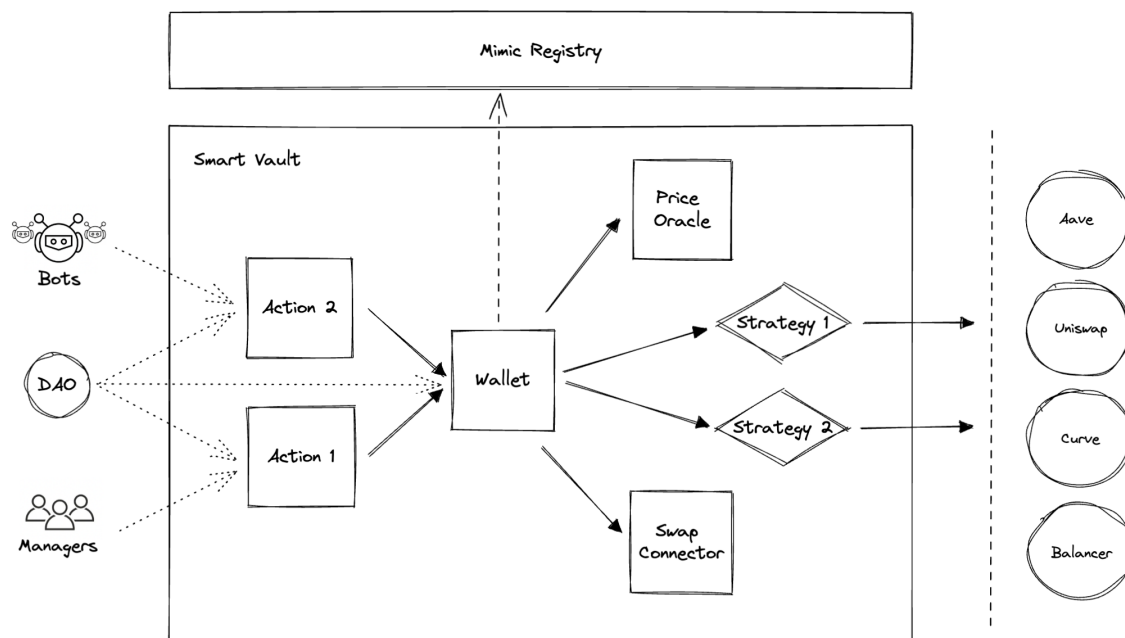 Mimic Registry
Smart Vault
Price
Oracle
Aave
Bots
Action 2
Strategy 1
Uniswap
DAO
Wallet
Action 1
Strategy 2
Curve
Managers
Swap
Connector
Balancer